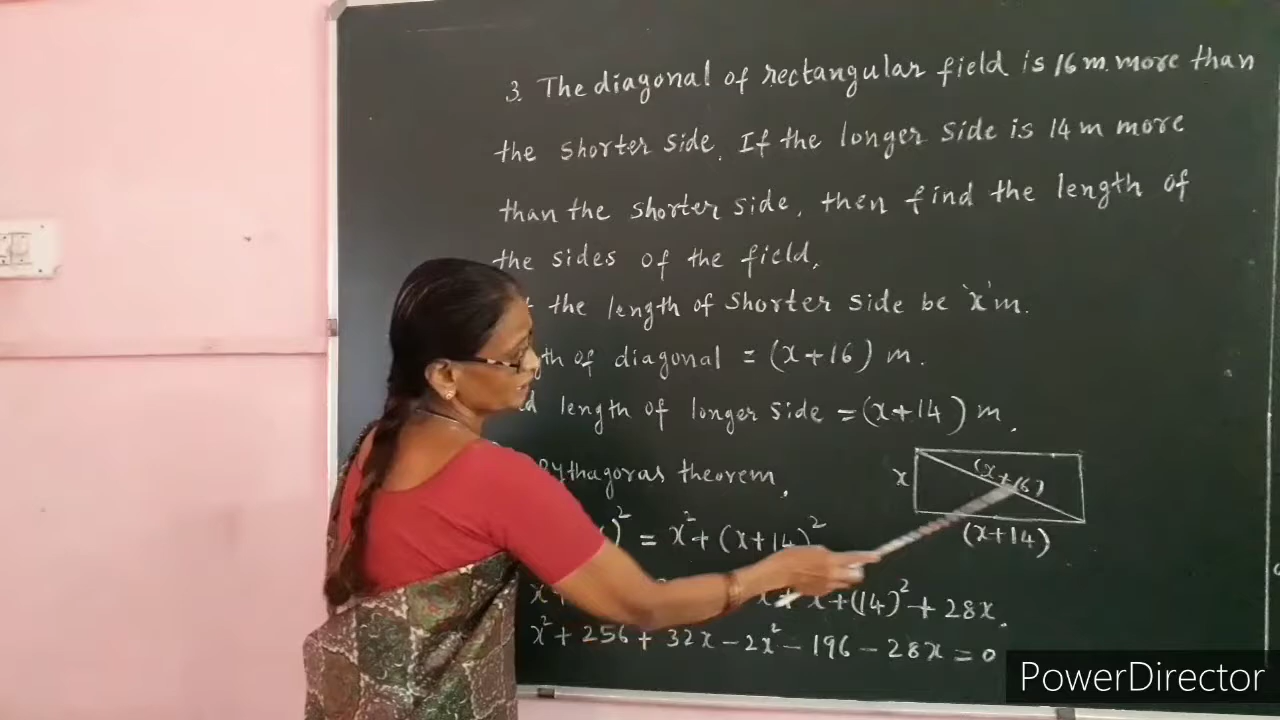 3. The diagonal of rectangular field is 16 m. more than
the shorter side. If the longer side is 14 m more
than the shorter side, then find the length of
the sides of the field.
the length of shorter side be 'x' m.
of diagonal = (x+16) m.
length of longer side = (x+14) m.
Pythagoras theorem.
x
(x+16)
(x+14)
)² = x² + (x+14)²
x + (14)² + 28x.
x² + 256 + 32x - 2x² - 196 - 28x = 0
PowerDirector